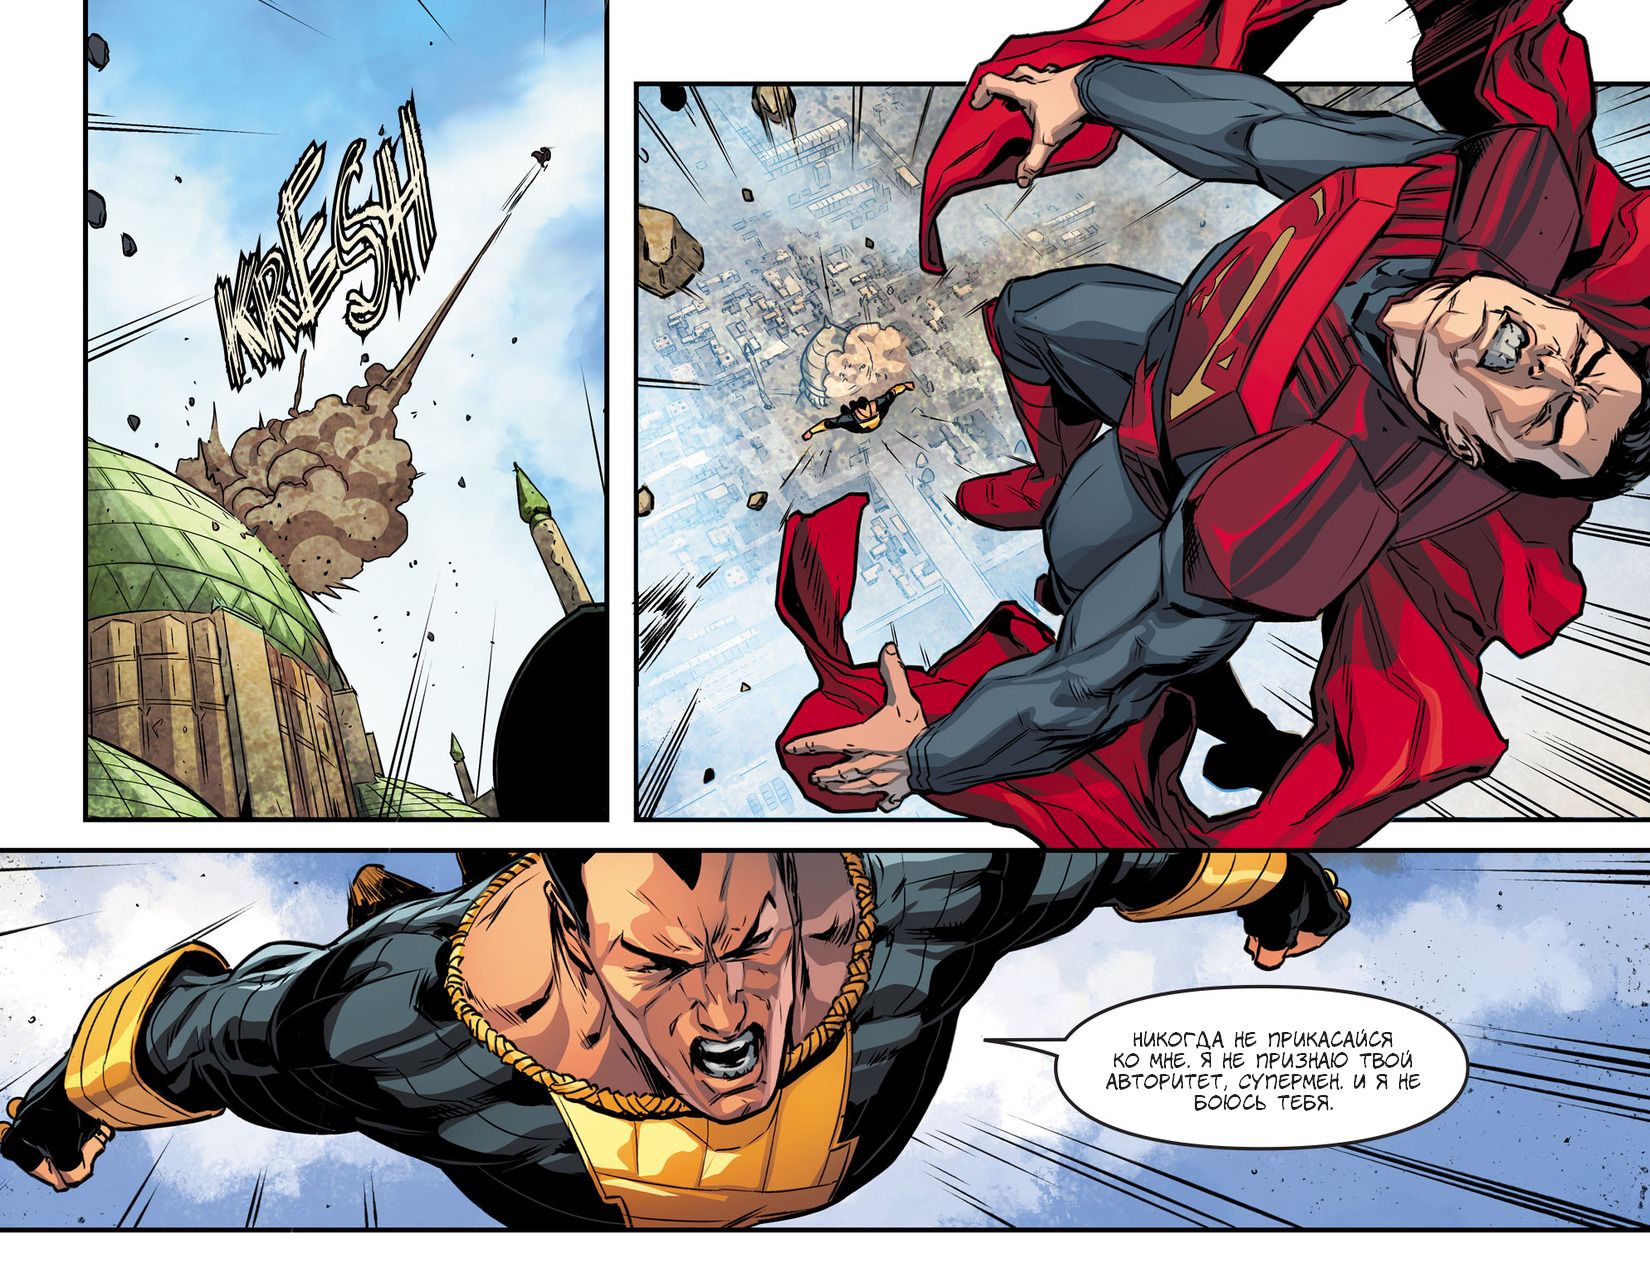 KRESH
НИКОГДА НЕ ПРИКАСАЙСЯ
КО МНЕ. Я НЕ ПРИЗНАЮ ТВОЙ
АВТОРИТЕТ, СУПЕРМЕН. И Я НЕ
БОЮСЬ ТЕБЯ.